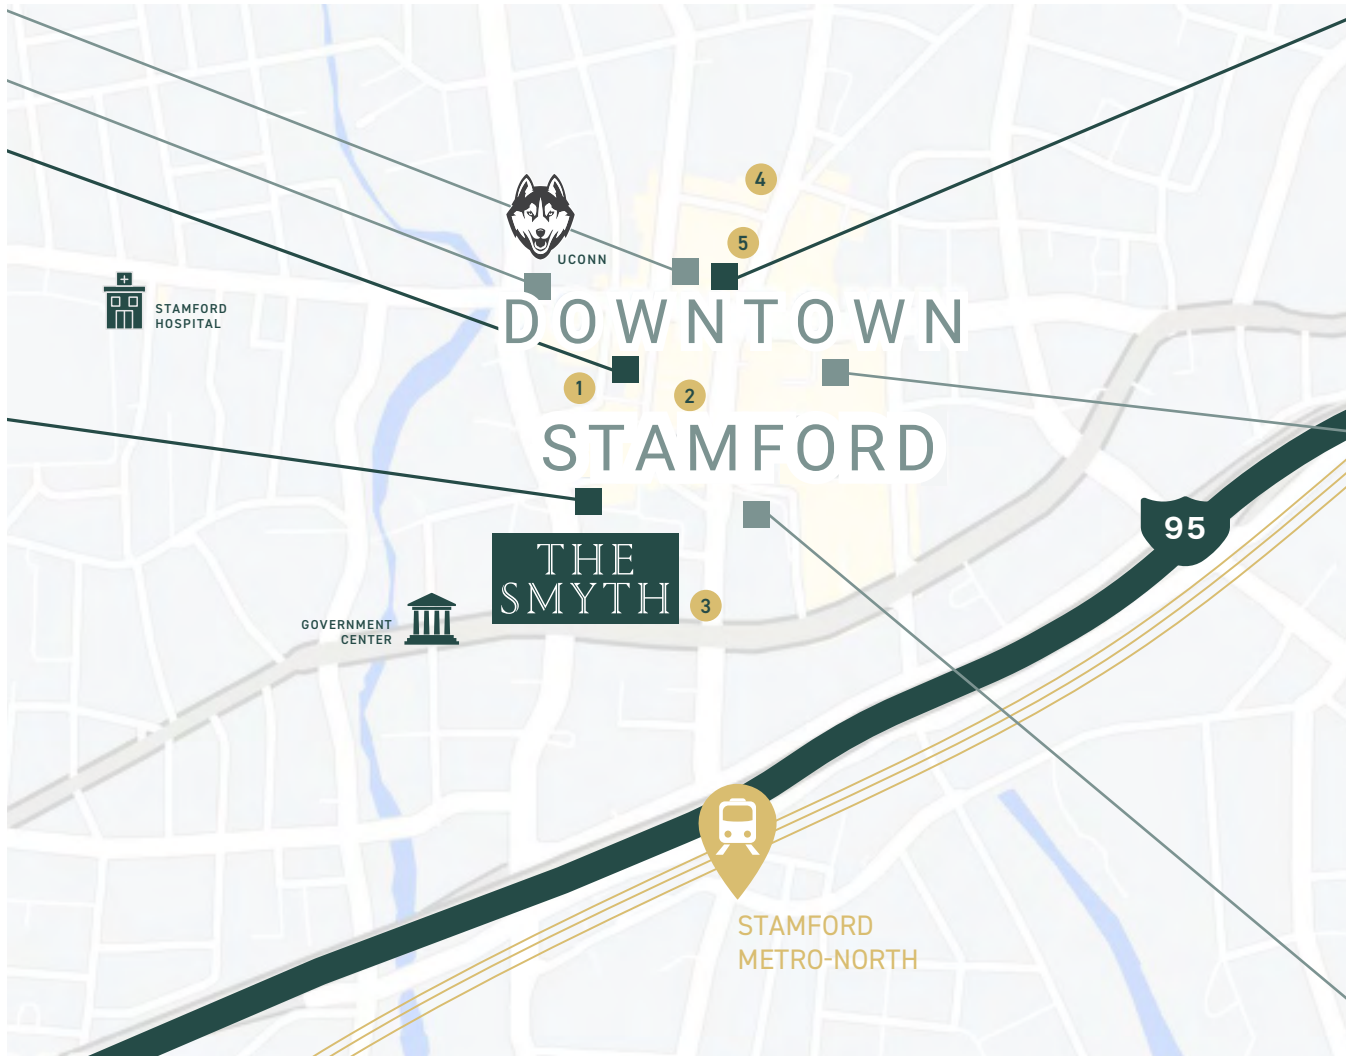 4
5
UCONN
STAMFORD
HOSPITAL
DOWNTOWN
1
2
STAMFORD
THE
SMYTH
3
GOVERNMENT
CENTER
95
STAMFORD
METRO-NORTH